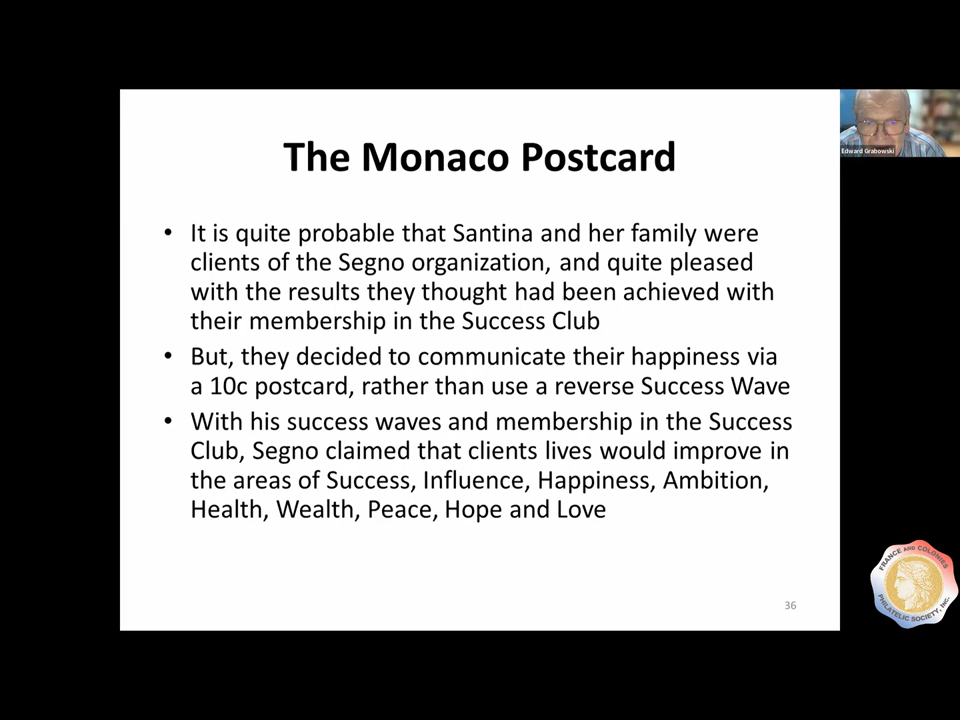 The Monaco Postcard
• It is quite probable that Santina and her family were
clients of the Segno organization, and quite pleased
with the results they thought had been achieved with
their membership in the Success Club
• But, they decided to communicate their happiness via
a 10c postcard, rather than use a reverse Success Wave
• With his success waves and membership in the Success
Club, Segno claimed that clients lives would improve in
the areas of Success, Influence, Happiness, Ambition,
Health, Wealth, Peace, Hope and Love
36
Edward Grabowski
FRANCE AND COLONIES
PHILATELIC SOCIETY, INC.